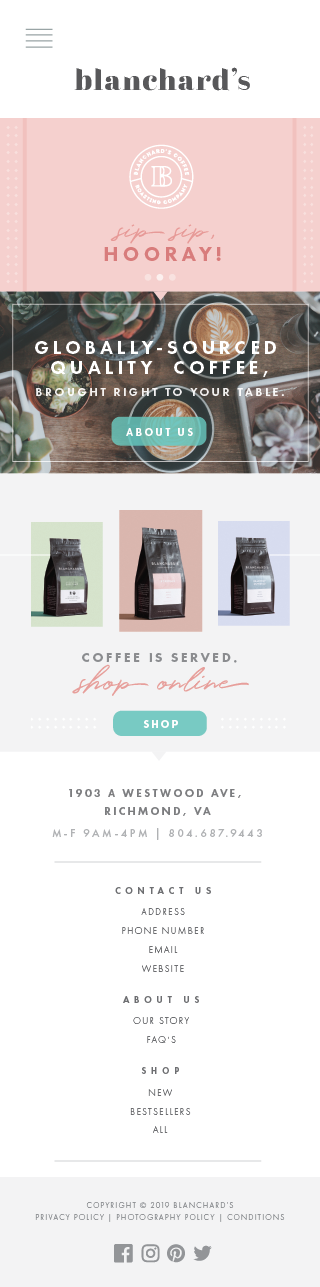 blanchard's
BLANCHARD'S COFFEE
ROASTING COMPANY
B
sip sip,
HOORAY!
GLOBALLY-SOURCED
QUALITY COFFEE,
BROUGHT RIGHT TO YOUR TABLE.
ABOUT US
COFFEE IS SERVED.
shop online
SHOP
1903 A WESTWOOD AVE,
RICHMOND, VA
M-F 9AM-4PM | 804.687.9443
CONTACT US
ADDRESS
PHONE NUMBER
EMAIL
WEBSITE
ABOUT US
OUR STORY
FAQ'S
SHOP
NEW
BESTSELLERS
ALL
COPYRIGHT © 2019 BLANCHARD'S
PRIVACY POLICY | PHOTOGRAPHY POLICY | CONDITIONS